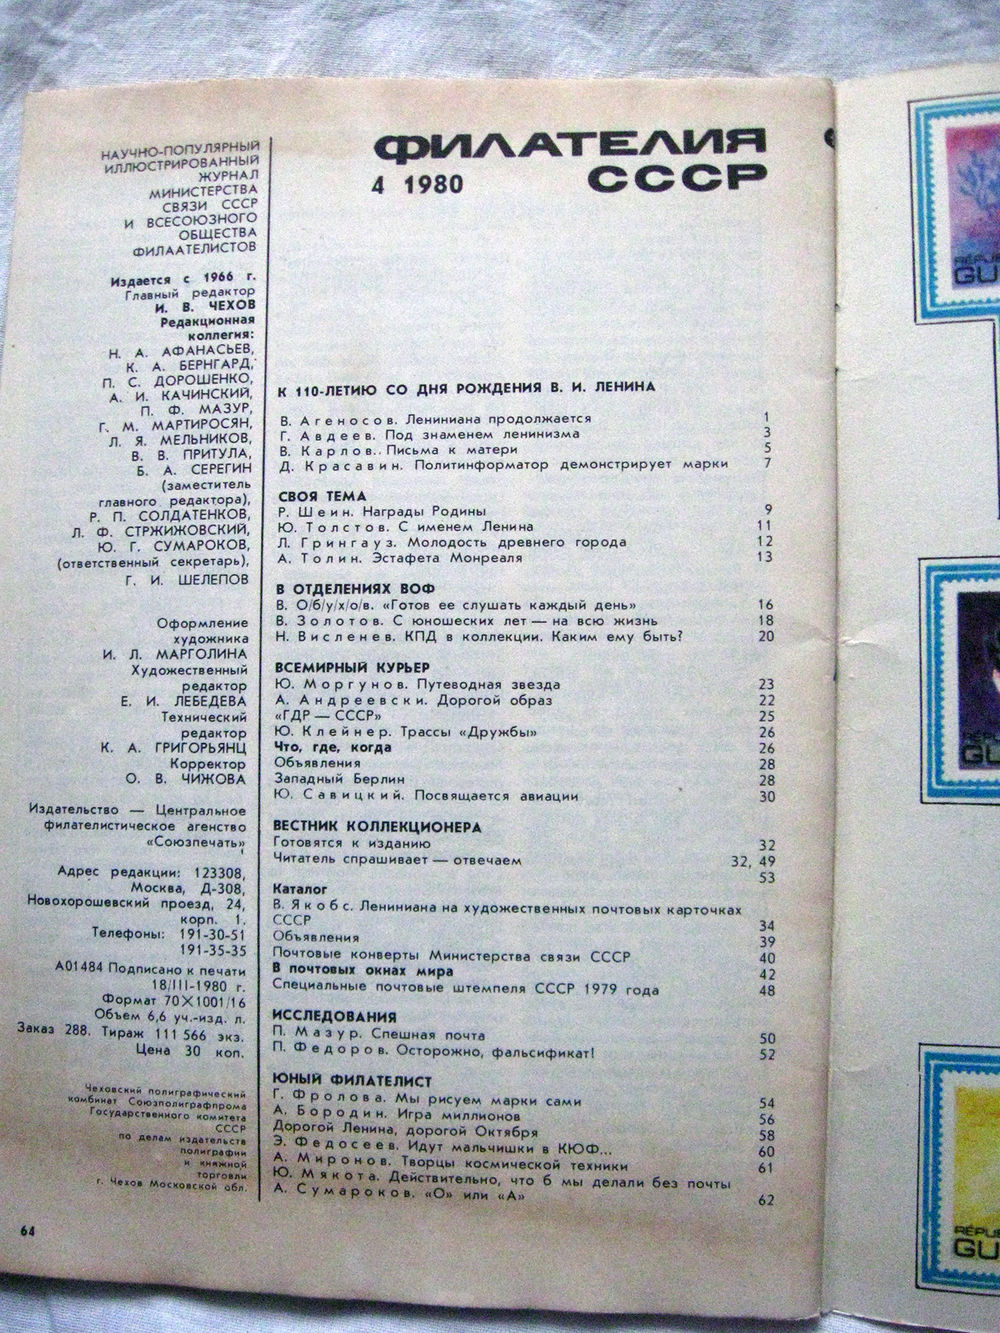 НАУЧНО-ПОПУЛЯРНЫЙ
ИЛЛЮСТРИРОВАННЫЙ
ЖУРНАЛ
МИНИСТЕРСТВА
СВЯЗИ СССР
И ВСЕСОЮЗНОГО
ОБЩЕСТВА
ФИЛААТЕЛИСТОВ
Издается с 1966 г.
Главный редактор
И. В. ЧЕХОВ
Редакционная
коллегия:
Н. А. АФАНАСЬЕВ,
К. А. БЕРНГАРД,
П. С. ДОРОШЕНКО,
А. И. КАЧИНСКИЙ,
П. Ф. МАЗУР,
Г. М. МАРТИРОСЯН,
Л. Я. МЕЛЬНИКОВ,
В. В. ПРИТУЛА,
Б. А. СЕРЕГИН
(заместитель
главного редактора),
Р. П. СОЛДАТЕНКОВ,
Л. Ф. СТРЖИЖОВСКИЙ,
Ю. Г. СУМАРОКОВ,
(ответственный секретарь),
Г. И. ШЕЛЕПОВ
Оформление
художника
И. Л. МАРГОЛИНА
Художественный
редактор
Е. И. ЛЕБЕДЕВА
Технический
редактор
К. А. ГРИГОРЬЯНЦ
Корректор
О. В. ЧИЖОВА
Издательство — Центральное
филателистическое агенство
«Союзпечать»
Адрес редакции: 123308,
Москва, Д-308,
Новохорошевский проезд, 24,
корп. 1.
Телефоны: 191-30-51
191-35-35
А01484 Подписано к печати
18/III-1980 г.
Формат 70×1001/16
Объем 6,6 уч.-изд. л.
Заказ 288. Тираж 111 566 экз.
Цена 30 коп.
Чеховский полиграфический
комбинат Союзполиграфпрома
Государственного комитета
СССР
по делам издательств
полиграфии
и книжной
торговли
г. Чехов Московской обл.
64
ФИЛАТЕЛИЯ
4 1980 СССР
К 110-ЛЕТИЮ СО ДНЯ РОЖДЕНИЯ В. И. ЛЕНИНА
В. Агеносов. Лениниана продолжается 1
Г. Авдеев. Под знаменем ленинизма 3
В. Карлов.. Письма к матери 5
Д. Красавин. Политинформатор демонстрирует марки 7
СВОЯ ТЕМА
Р. Шеин. Награды Родины 9
Ю. Толстов. С именем Ленина 11
Л. Грингауз. Молодость древнего города 12
А. Толин. Эстафета Монреаля 13
В ОТДЕЛЕНИЯХ ВОФ
В. О/б/у/х/о/в. «Готов ее слушать каждый день» 16
В. Золотов. С юношеских лет — на всю жизнь 18
Н. Висленев. КПД в коллекции. Каким ему быть? 20
ВСЕМИРНЫЙ КУРЬЕР
Ю. Моргунов. Путеводная звезда 23
А. Андреевски. Дорогой образ 22
«ГДР — СССР» 25
Ю. Клейнер. Трассы «Дружбы» 26
Что, где, когда 26
Объявления 28
Западный Берлин 28
Ю. Савицкий. Посвящается авиации 30
ВЕСТНИК КОЛЛЕКЦИОНЕРА
Готовятся к изданию 32
Читатель спрашивает — отвечаем 32, 49
53
Каталог
В. Якобс. Лениниана на художественных почтовых карточках
СССР 34
Объявления 39
Почтовые конверты Министерства связи СССР 40
В почтовых окнах мира 42
Специальные почтовые штемпеля СССР 1979 года 48
ИССЛЕДОВАНИЯ
П. Мазур. Спешная почта 50
П. Федоров. Осторожно, фальсификат! 52
ЮНЫЙ ФИЛАТЕЛИСТ
Г. Фролова. Мы рисуем марки сами 54
А. Бородин. Игра миллионов 56
Дорогой Ленина, дорогой Октября 58
Э. Федосеев. Идут мальчишки в КЮФ... 60
А. Миронов. Творцы космической техники 61
Ю. Мякота. Действительно, что б мы делали без почты
А. Сумароков. «О» или «А» 62
GU
GU
GU